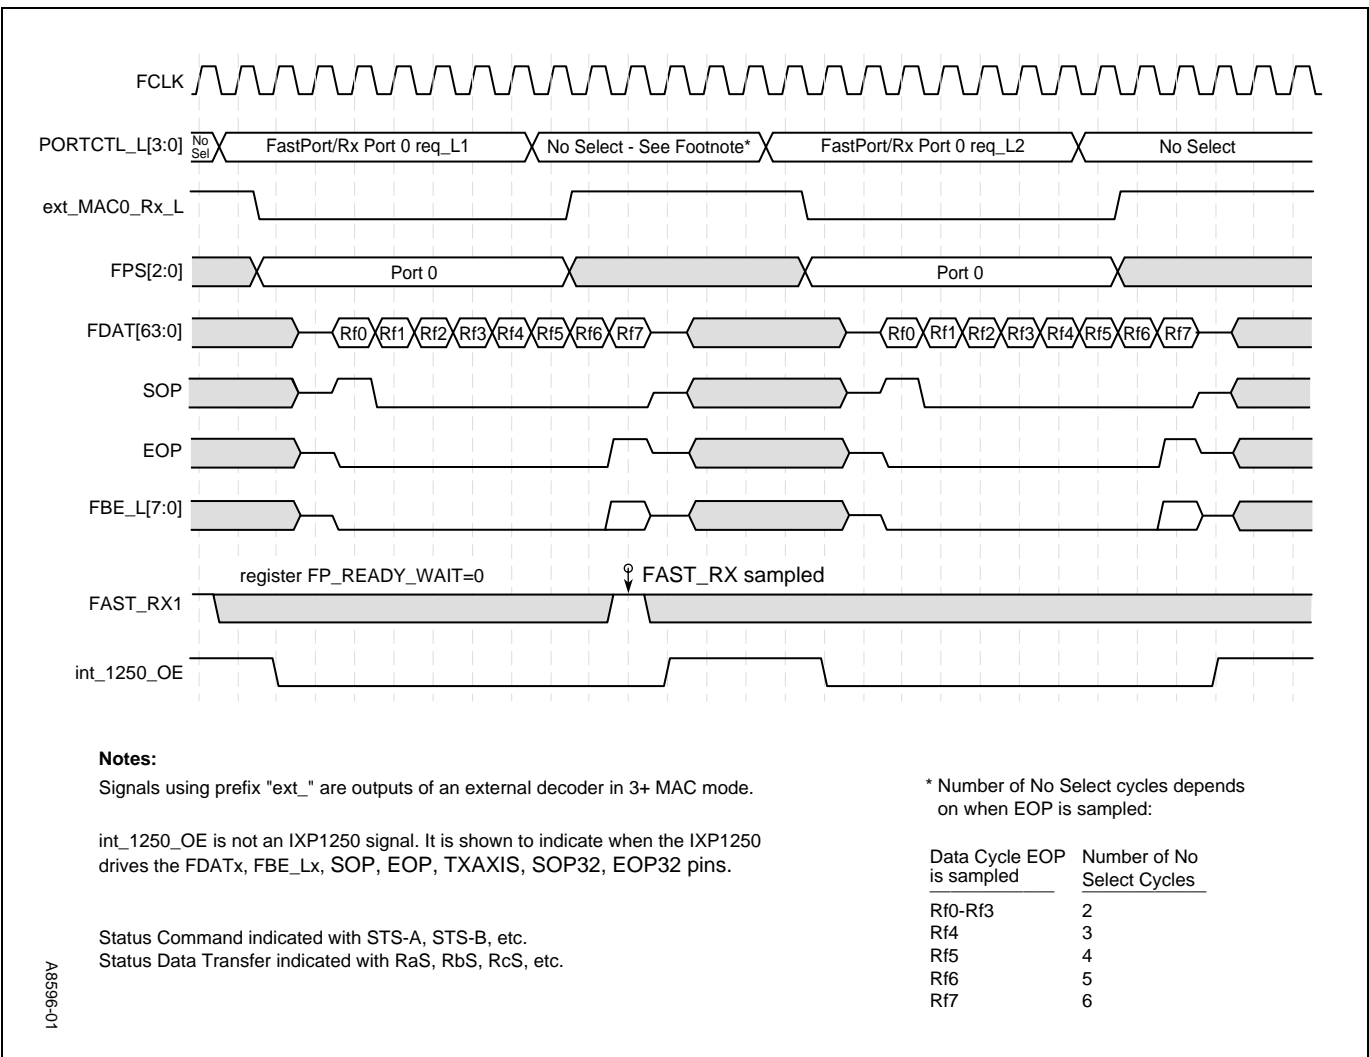 FCLK
PORTCTL_L[3:0] No Sel FastPort/Rx Port 0 req_L1 No Select - See Footnote* FastPort/Rx Port 0 req_L2 No Select
ext_MAC0_Rx_L
FPS[2:0] Port 0 Port 0
FDAT[63:0] Rf0 Rf1 Rf2 Rf3 Rf4 Rf5 Rf6 Rf7 Rf0 Rf1 Rf2 Rf3 Rf4 Rf5 Rf6 Rf7
SOP
EOP
FBE_L[7:0]
register FP_READY_WAIT=0 FAST_RX sampled
FAST_RX1
int_1250_OE
Notes:
Signals using prefix "ext_" are outputs of an external decoder in 3+ MAC mode.
int_1250_OE is not an IXP1250 signal. It is shown to indicate when the IXP1250
drives the FDATx, FBE_Lx, SOP, EOP, TXAXIS, SOP32, EOP32 pins.
Status Command indicated with STS-A, STS-B, etc.
Status Data Transfer indicated with RaS, RbS, RcS, etc.
* Number of No Select cycles depends
on when EOP is sampled:
Data Cycle EOP Number of No
is sampled Select Cycles
Rf0-Rf3 2
Rf4 3
Rf5 4
Rf6 5
Rf7 6
A8596-01